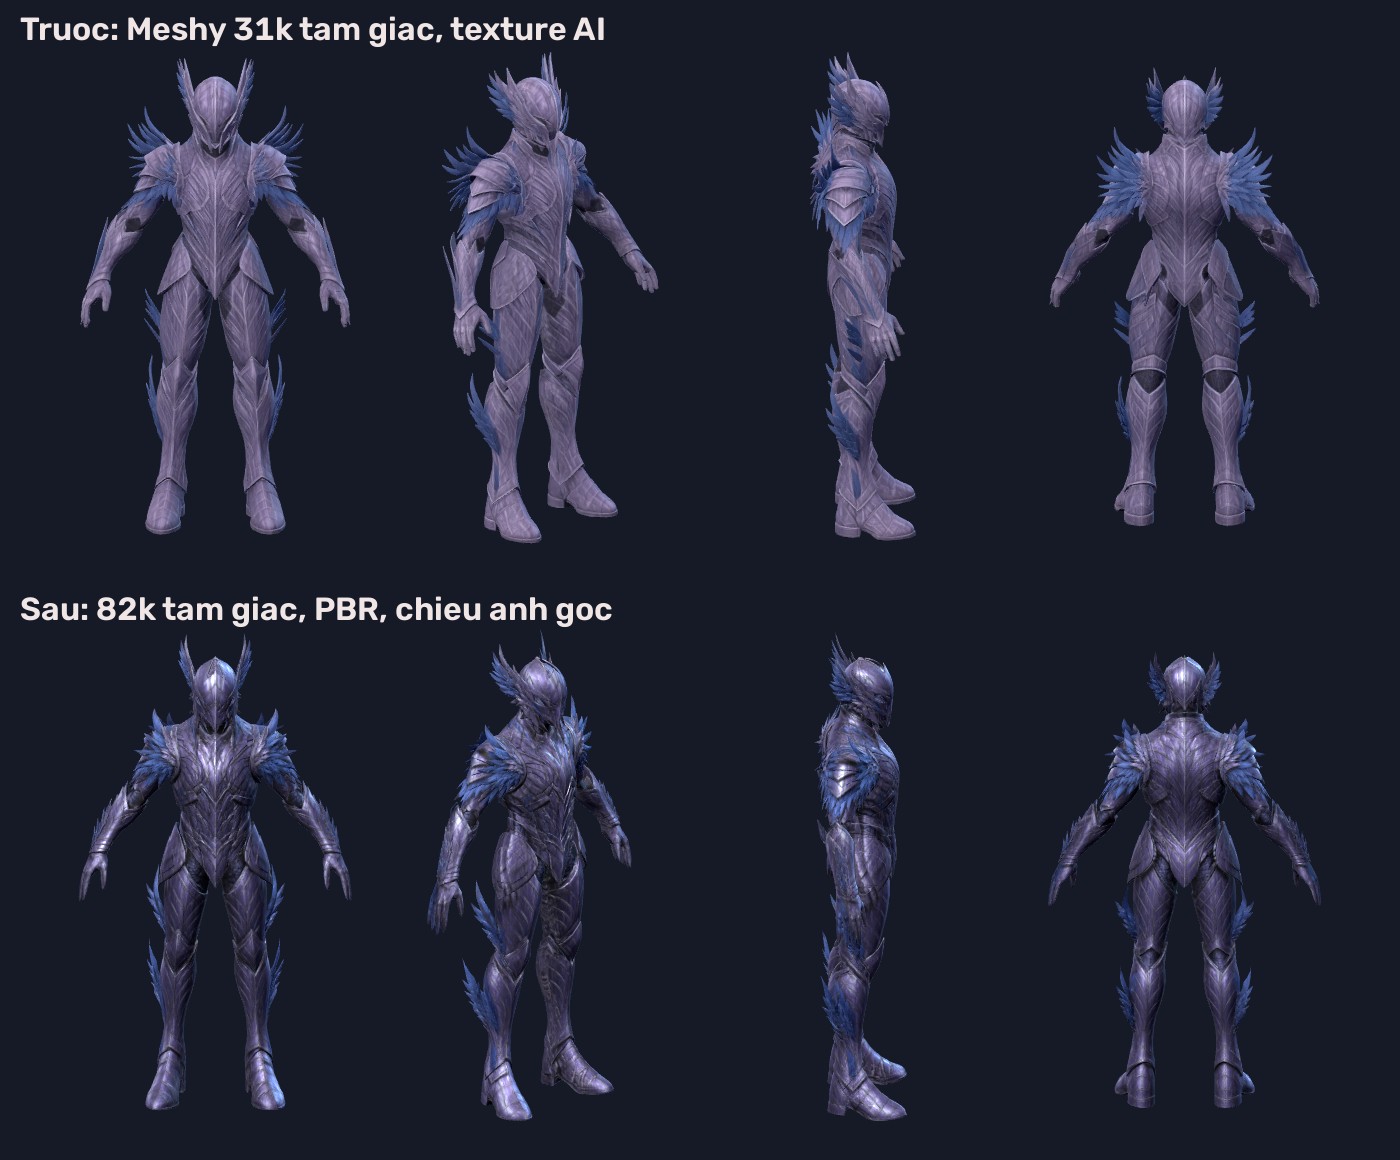 Truoc: Meshy 31k tam giac, texture AI
Sau: 82k tam giac, PBR, chieu anh goc